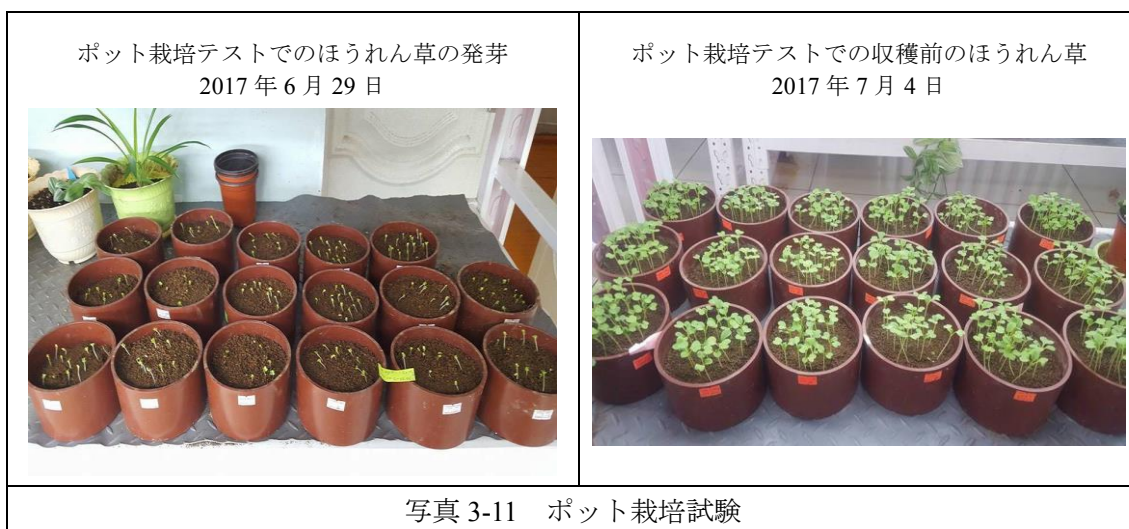 ポット栽培テストでのほうれん草の発芽
2017 年 6 月 29 日
ポット栽培テストでの収穫前のほうれん草
2017 年 7 月 4 日
写真 3-11　ポット栽培試験